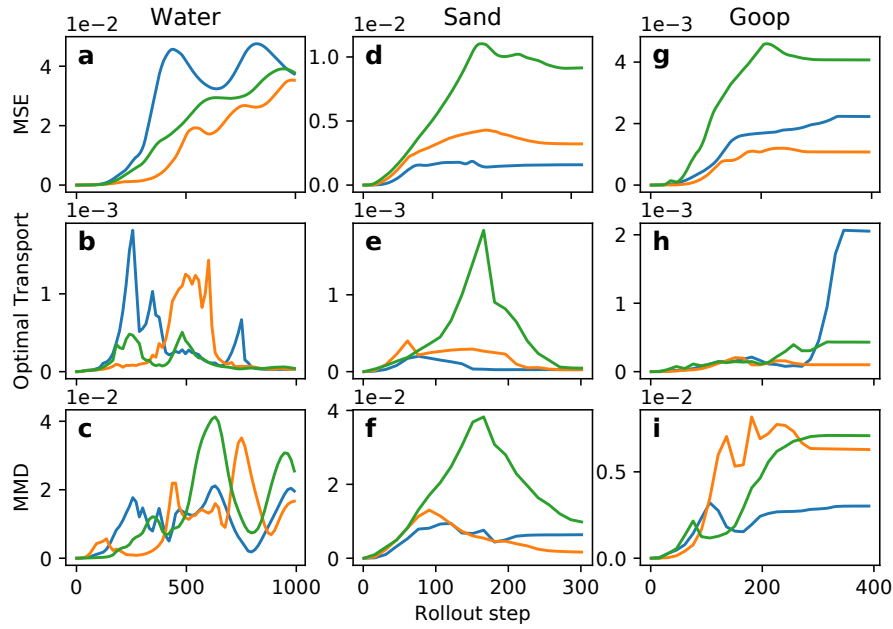 Water Sand Goop
1e−2 1e−2 1e−3
a d g
MSE
4 2 0
1.0 0.5 0.0
4 2 0
1e−3 1e−3 1e−3
b e h
Optimal Transport
1 0
1 0
2 1 0
1e−2 1e−2 1e−2
c f i
MMD
4 2 0
4 2 0
0.5 0.0
0 500 1000 0 100 200 300 0 200 400
Rollout step